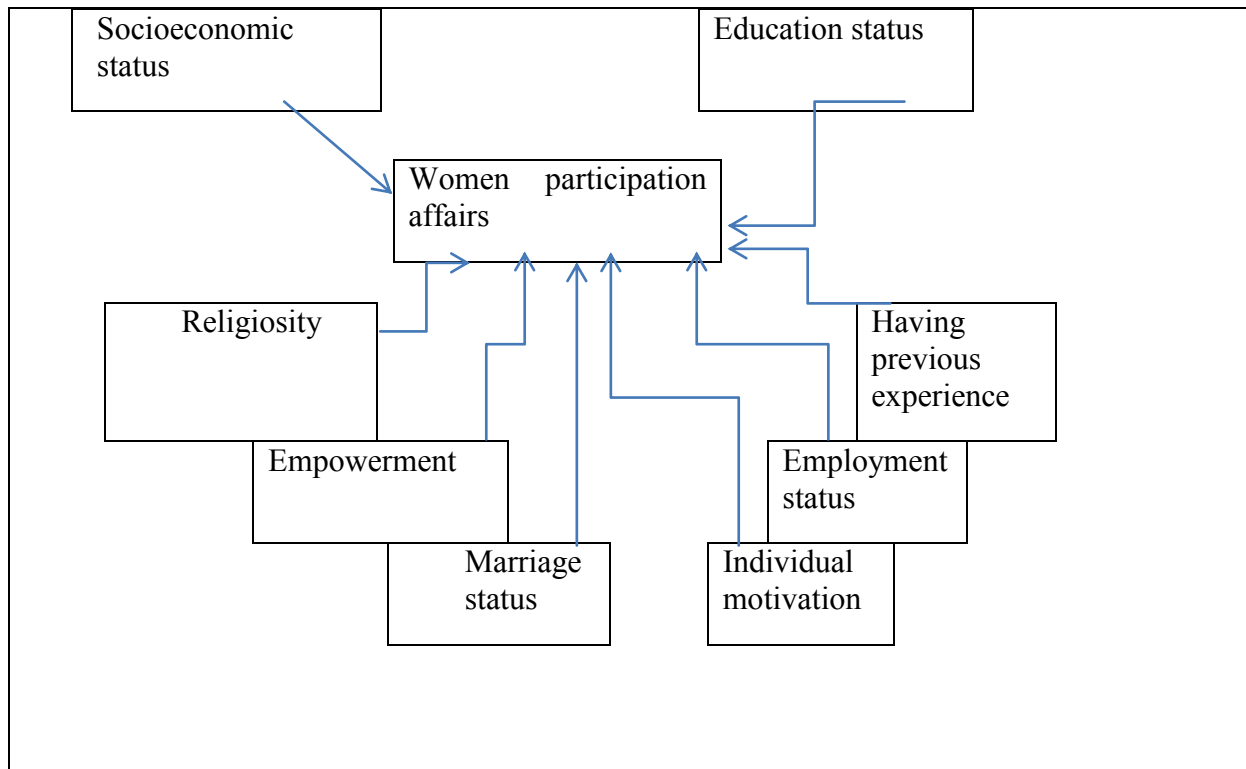 Socioeconomic
status
Education status
Women participation
affairs
Religiosity
Having
previous
experience
Empowerment
Employment
status
Marriage
status
Individual
motivation